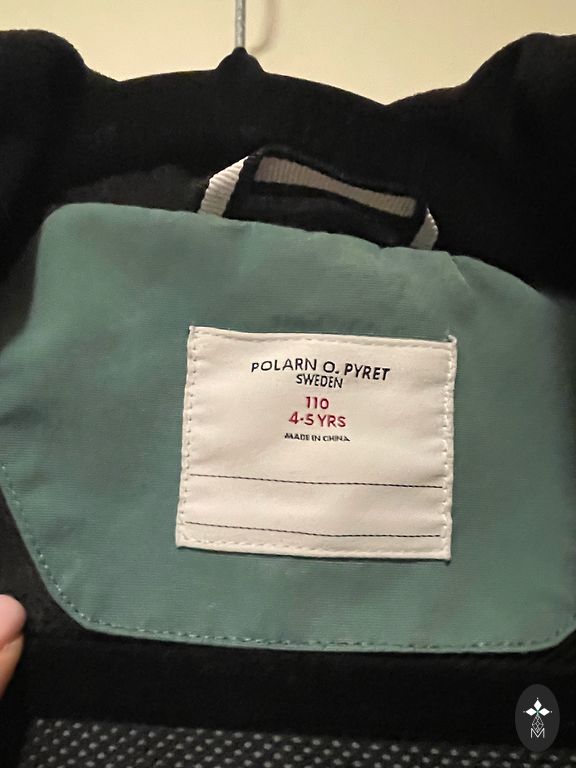 POLARN O. PYRET
SWEDEN
110
4-5 YRS
MADE IN CHINA
M